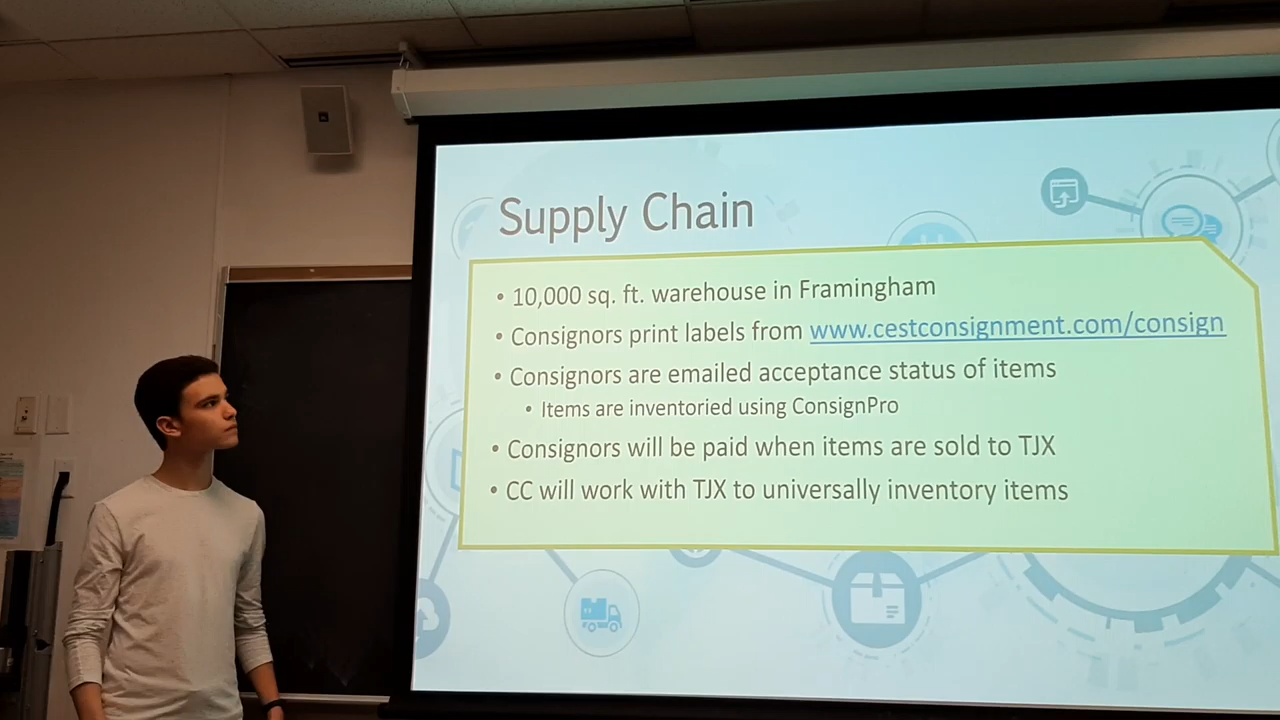 Supply Chain
• 10,000 sq. ft. warehouse in Framingham
• Consignors print labels from www.cestconsignment.com/consign
• Consignors are emailed acceptance status of items
• Items are inventoried using ConsignPro
• Consignors will be paid when items are sold to TJX
• CC will work with TJX to universally inventory items